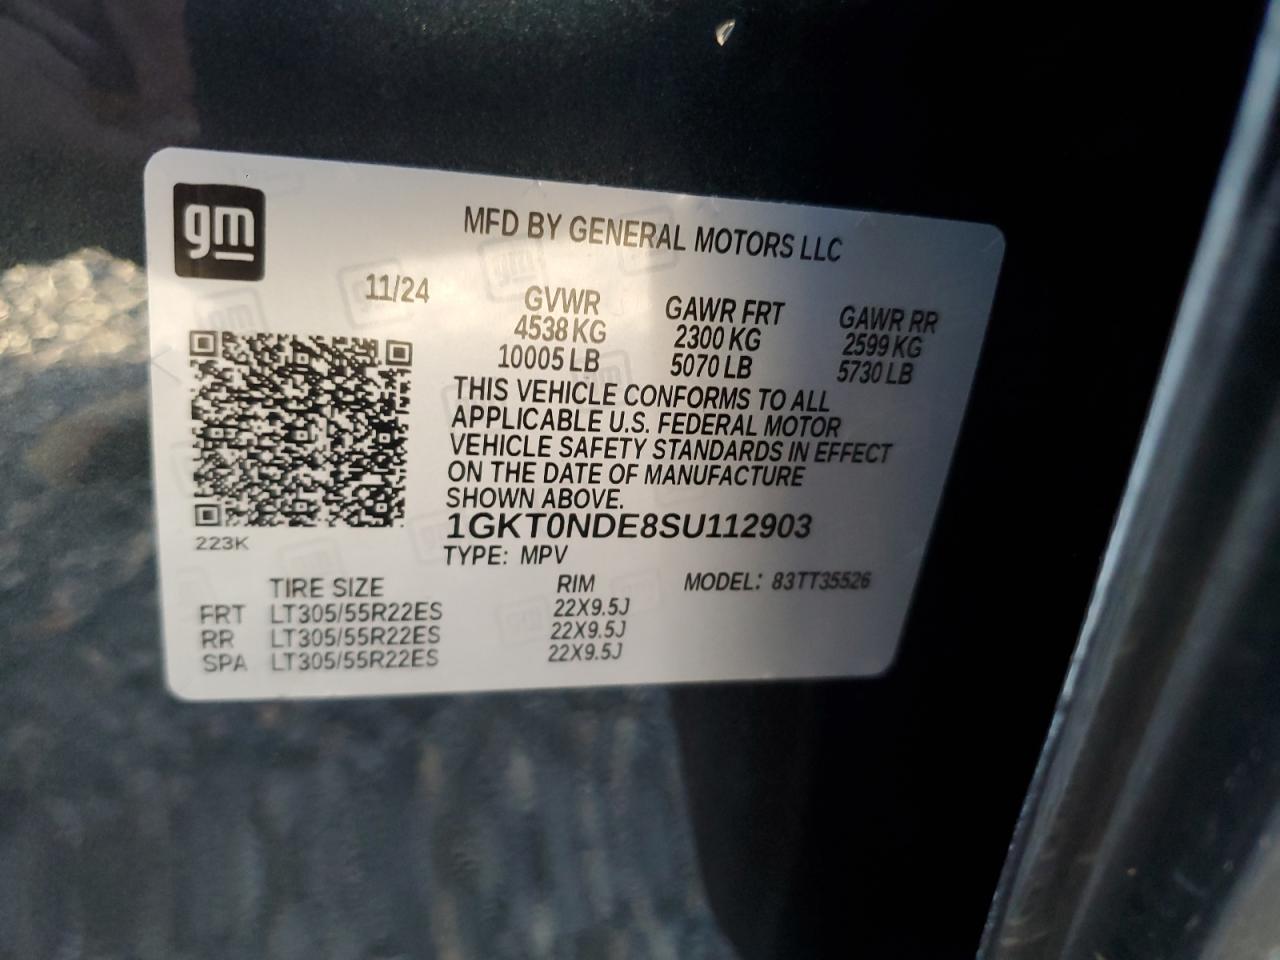 gm
MFD BY GENERAL MOTORS LLC
11/24
GVWR GAWR FRT GAWR RR
4538 KG 2300 KG 2599 KG
10005 LB 5070 LB 5730 LB
THIS VEHICLE CONFORMS TO ALL
APPLICABLE U.S. FEDERAL MOTOR
VEHICLE SAFETY STANDARDS IN EFFECT
ON THE DATE OF MANUFACTURE
SHOWN ABOVE.
1GKT0NDE8SU112903
223K
TYPE: MPV
TIRE SIZE RIM MODEL: 83TT35526
FRT LT305/55R22ES 22X9.5J
RR LT305/55R22ES 22X9.5J
SPA LT305/55R22ES 22X9.5J